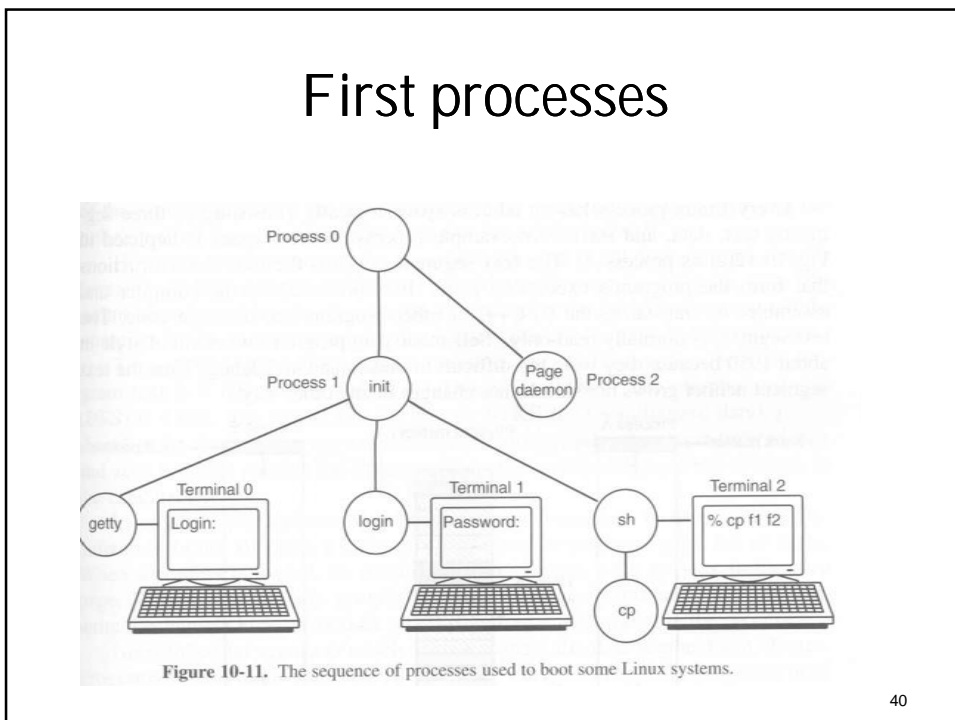 First processes
Process 0
Process 1
init
Page
daemon
Process 2
Terminal 0
Terminal 1
Terminal 2
getty
Login:
login
Password:
sh
% cp f1 f2
cp
Figure 10-11. The sequence of processes used to boot some Linux systems.
40